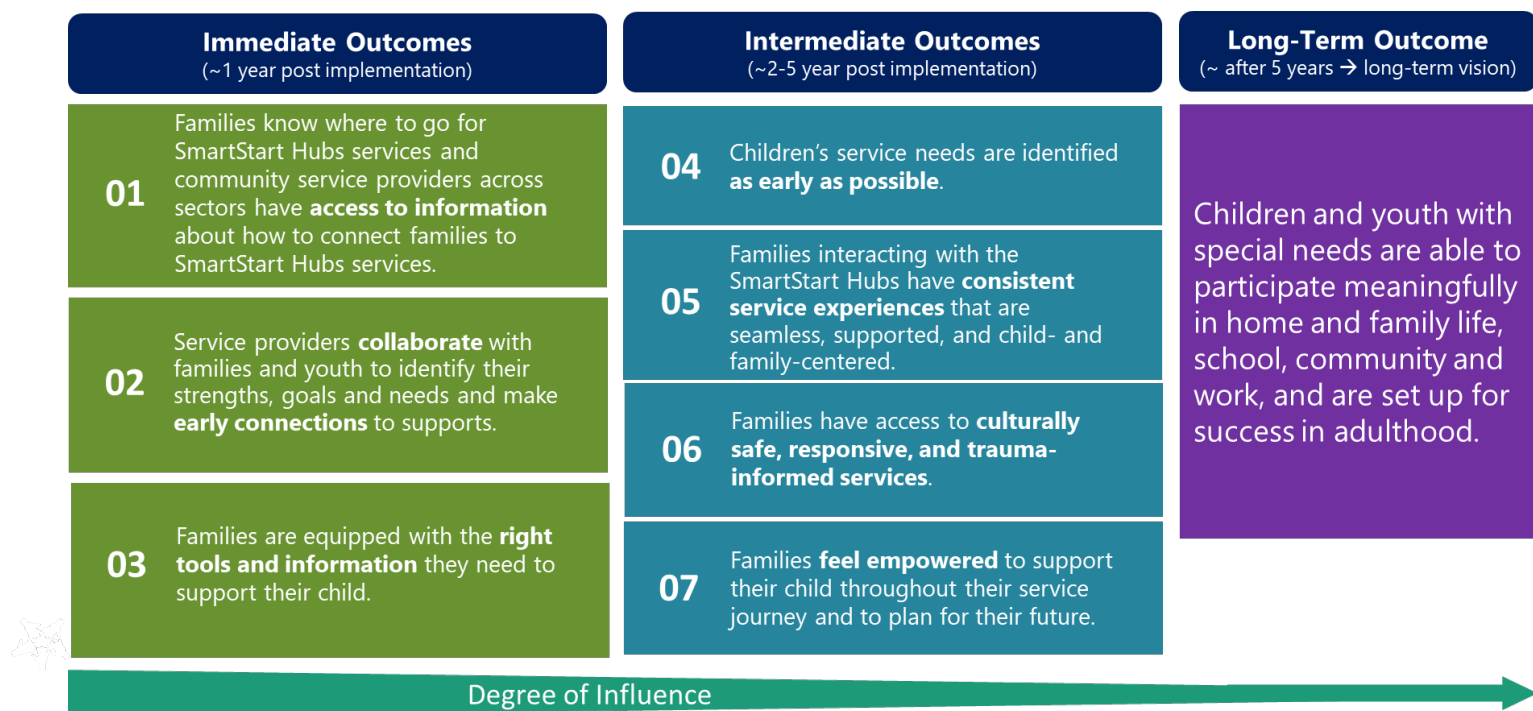 Immediate Outcomes
(~1 year post implementation)
01
Families know where to go for
SmartStart Hubs services and
community service providers across
sectors have access to information
about how to connect families to
SmartStart Hubs services.
02
Service providers collaborate with
families and youth to identify their
strengths, goals and needs and make
early connections to supports.
03
Families are equipped with the right
tools and information they need to
support their child.
Intermediate Outcomes
(~2-5 year post implementation)
04
Children’s service needs are identified
as early as possible.
05
Families interacting with the
SmartStart Hubs have consistent
service experiences that are
seamless, supported, and child- and
family-centered.
06
Families have access to culturally
safe, responsive, and trauma-
informed services.
07
Families feel empowered to support
their child throughout their service
journey and to plan for their future.
Long-Term Outcome
(~ after 5 years → long-term vision)
Children and youth with
special needs are able to
participate meaningfully
in home and family life,
school, community and
work, and are set up for
success in adulthood.
Degree of Influence